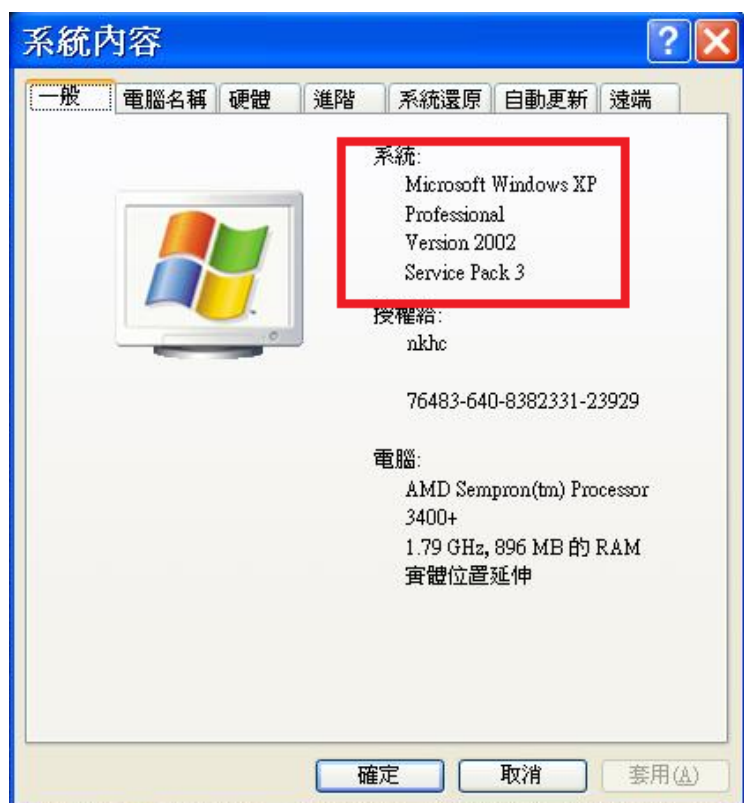 系統內容
一般 電腦名稱 硬體 進階 系統還原 自動更新 遠端
系統:
Microsoft Windows XP
Professional
Version 2002
Service Pack 3
授權給:
nkhc
76483-640-8382331-23929
電腦:
AMD Sempron(tm) Processor
3400+
1.79 GHz, 896 MB 的 RAM
實體位置延伸
確定 取消 套用(A)